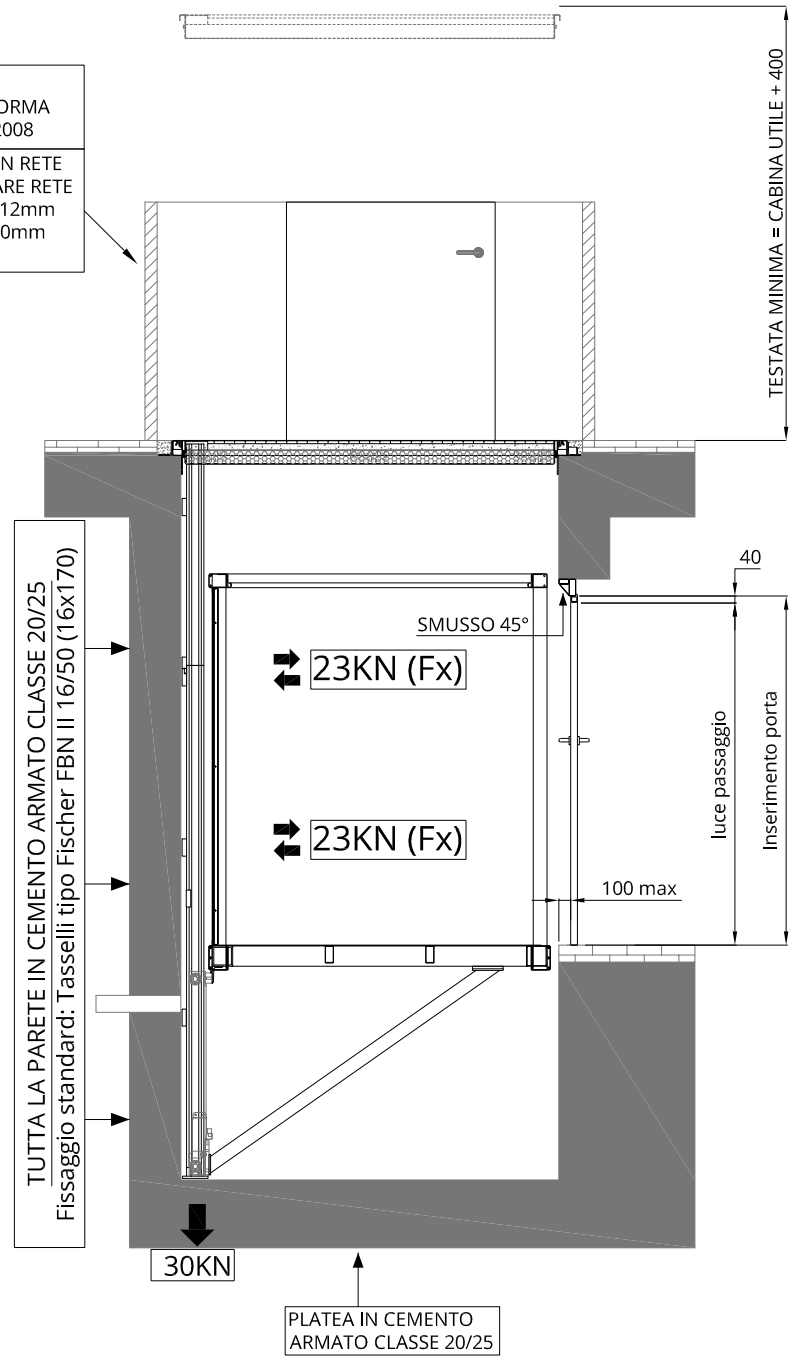 TESTATA MINIMA = CABINA UTILE + 400
2008
N RETE
ARE RETE
12mm
0mm
TUTTA LA PARETE IN CEMENTO ARMATO CLASSE 20/25
Fissaggio standard: Tasselli tipo Fischer FBN II 16/50 (16x170)
40
SMUSSO 45°
23KN (Fx)
23KN (Fx)
luce passaggio
Inserimento porta
100 max
30KN
PLATEA IN CEMENTO
ARMATO CLASSE 20/25